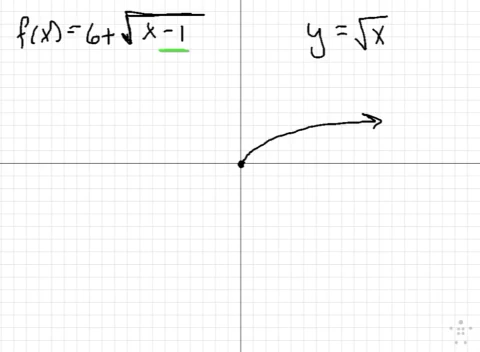 f(x) = 6 + √(x - 1)
y = √x